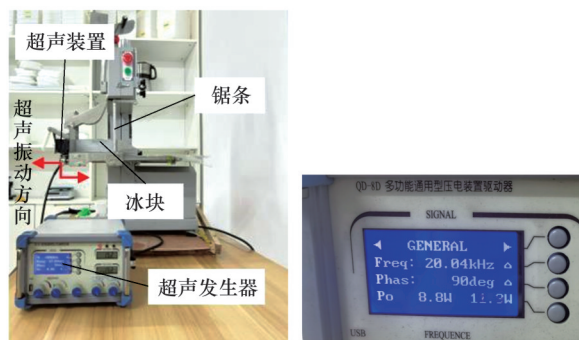 超声装置
锯条
超声振动方向
冰块
超声发生器
QD-8D 多功能通用型压电装置驱动器
SIGNAL
GENERAL
Freq: 20.04kHz
Phas: 90deg
Po 8.8W
USB
FREQUENCE